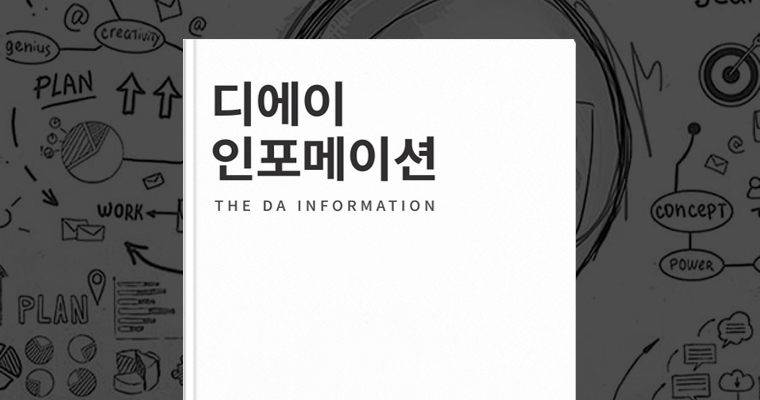 genius
creativity
PLAN
WORK
PLAN
디에이
인포메이션
THE DA INFORMATION
concept
POWER